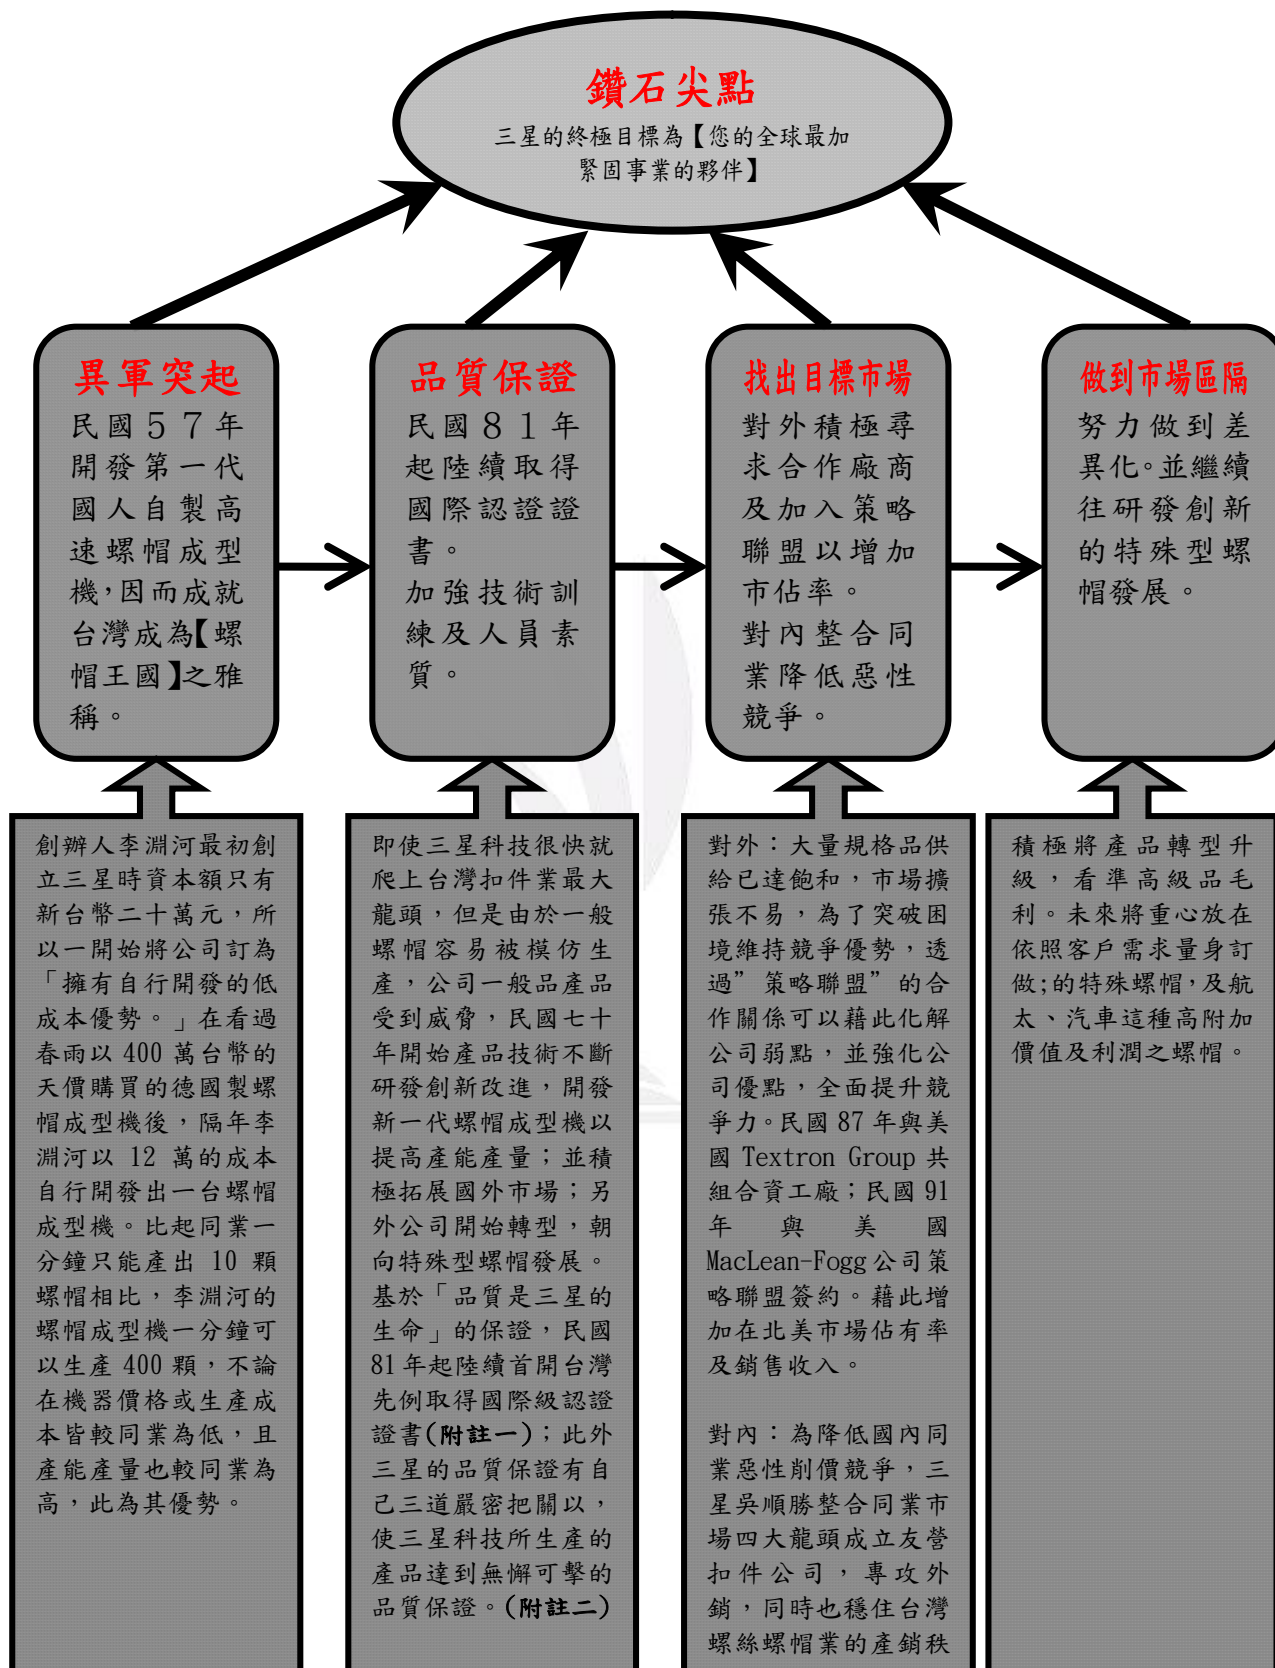 鑽石尖點
三星的終極目標為【您的全球最加
緊固事業的夥伴】
異軍突起
民國５７年
開發第一代
國人自製高
速螺帽成型
機，因而成就
台灣成為【螺
帽王國】之雅
稱。
品質保證
民國８１年
起陸續取得
國際認證證
書。
加強技術訓
練及人員素
質。
找出目標市場
對外積極尋
求合作廠商
及加入策略
聯盟以增加
市佔率。
對內整合同
業降低惡性
競爭。
做到市場區隔
努力做到差
異化。並繼續
往研發創新
的特殊型螺
帽發展。
創辦人李淵河最初創
立三星時資本額只有
新台幣二十萬元，所
以一開始將公司訂為
「擁有自行開發的低
成本優勢。」在看過
春雨以 400 萬台幣的
天價購買的德國製螺
帽成型機後，隔年李
淵河以 12 萬的成本
自行開發出一台螺帽
成型機。比起同業一
分鐘只能產出 10 顆
螺帽相比，李淵河的
螺帽成型機一分鐘可
以生產 400 顆，不論
在機器價格或生產成
本皆較同業為低，且
產能產量也較同業為
高，此為其優勢。
即使三星科技很快就
爬上台灣扣件業最大
龍頭，但是由於一般
螺帽容易被模仿生
產，公司一般品產品
受到威脅，民國七十
年開始產品技術不斷
研發創新改進，開發
新一代螺帽成型機以
提高產能產量；並積
極拓展國外市場；另
外公司開始轉型，朝
向特殊型螺帽發展。
基於「品質是三星的
生命」的保證，民國
81 年起陸續首開台灣
先例取得國際級認證
證書(附註一)；此外
三星的品質保證有自
己三道嚴密把關以，
使三星科技所生產的
產品達到無懈可擊的
品質保證。(附註二)
對外：大量規格品供
給已達飽和，市場擴
張不易，為了突破困
境維持競爭優勢，透
過”策略聯盟”的合
作關係可以藉此化解
公司弱點，並強化公
司優點，全面提升競
爭力。民國 87 年與美
國 Textron Group 共
組合資工廠；民國 91
年與美國
MacLean-Fogg 公司策
略聯盟簽約。藉此增
加在北美市場佔有率
及銷售收入。
對內：為降低國內同
業惡性削價競爭，三
星吳順勝整合同業市
場四大龍頭成立友營
扣件公司，專攻外
銷，同時也穩住台灣
螺絲螺帽業的產銷秩
積極將產品轉型升
級，看準高級品毛
利。未來將重心放在
依照客戶需求量身訂
做;的特殊螺帽，及航
太、汽車這種高附加
價值及利潤之螺帽。